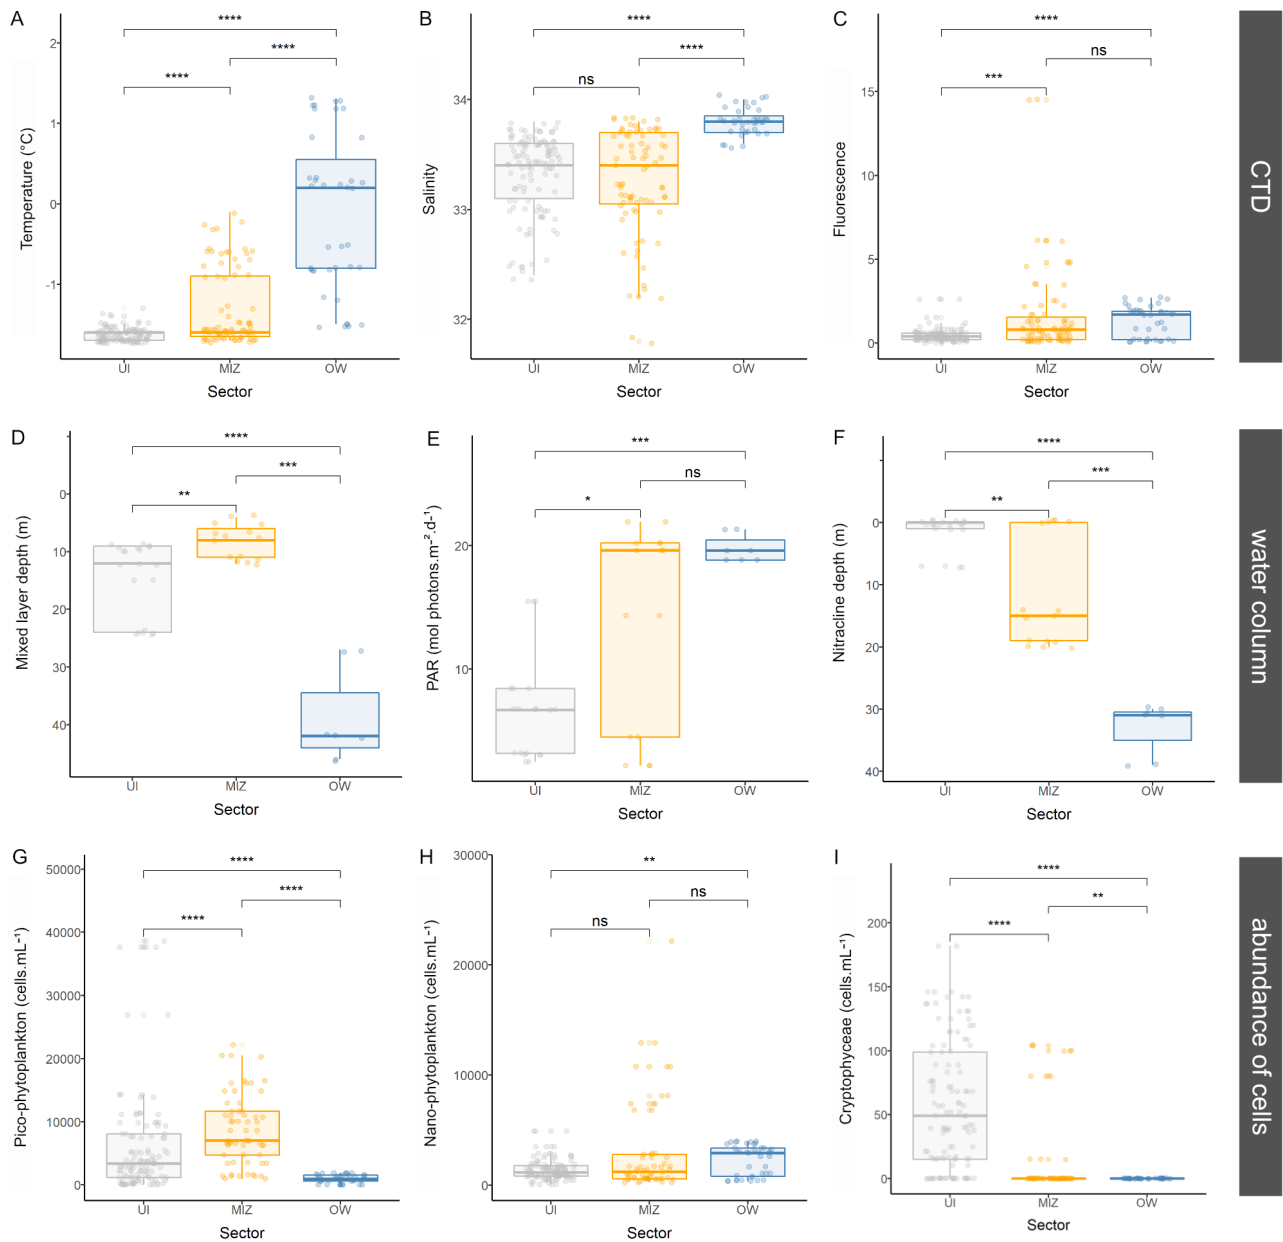 A
Temperature (°C)
2
1
0
-1
****
****
****
UI MIZ OW
Sector
B
Salinity
34
33
32
****
****
ns
UI MIZ OW
Sector
C
Fluorescence
15
10
5
0
****
ns
***
UI MIZ OW
Sector
CTD
D
Mixed layer depth (m)
0
10
20
30
40
****
***
**
UI MIZ OW
Sector
E
PAR (mol photons.m⁻².d⁻¹)
20
10
***
ns
*
UI MIZ OW
Sector
F
Nitracline depth (m)
0
10
20
30
40
****
***
**
UI MIZ OW
Sector
water column
G
Pico-phytoplankton (cells.mL⁻¹)
50000
40000
30000
20000
10000
0
****
****
****
UI MIZ OW
Sector
H
Nano-phytoplankton (cells.mL⁻¹)
30000
20000
10000
0
**
ns
ns
UI MIZ OW
Sector
I
Cryptophyceae (cells.mL⁻¹)
200
150
100
50
0
****
**
****
UI MIZ OW
Sector
abundance of cells